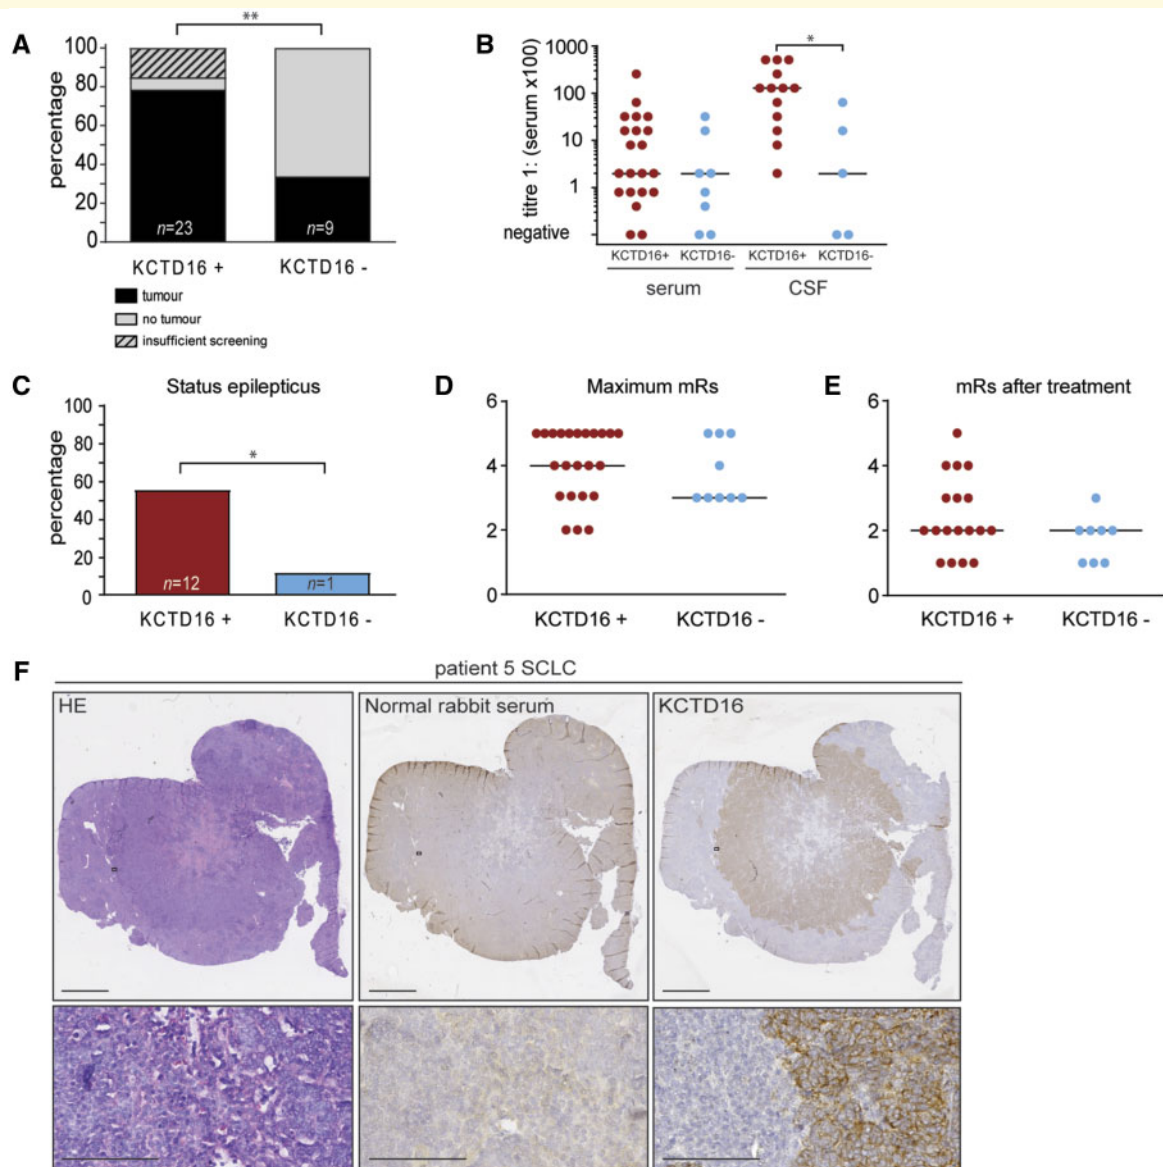 A
**
100
80
60
40
20
0
percentage
n=23
n=9
KCTD16 +
KCTD16 -
tumour
no tumour
insufficient screening
B
*
1000
100
10
1
negative
titre 1: (serum x100)
KCTD16+
KCTD16-
KCTD16+
KCTD16-
serum
CSF
C
Status epilepticus
100
80
60
40
20
0
percentage
*
n=12
n=1
KCTD16 +
KCTD16 -
D
Maximum mRs
6
4
2
0
KCTD16 +
KCTD16 -
E
mRs after treatment
6
4
2
0
KCTD16 +
KCTD16 -
F
patient 5 SCLC
HE
Normal rabbit serum
KCTD16